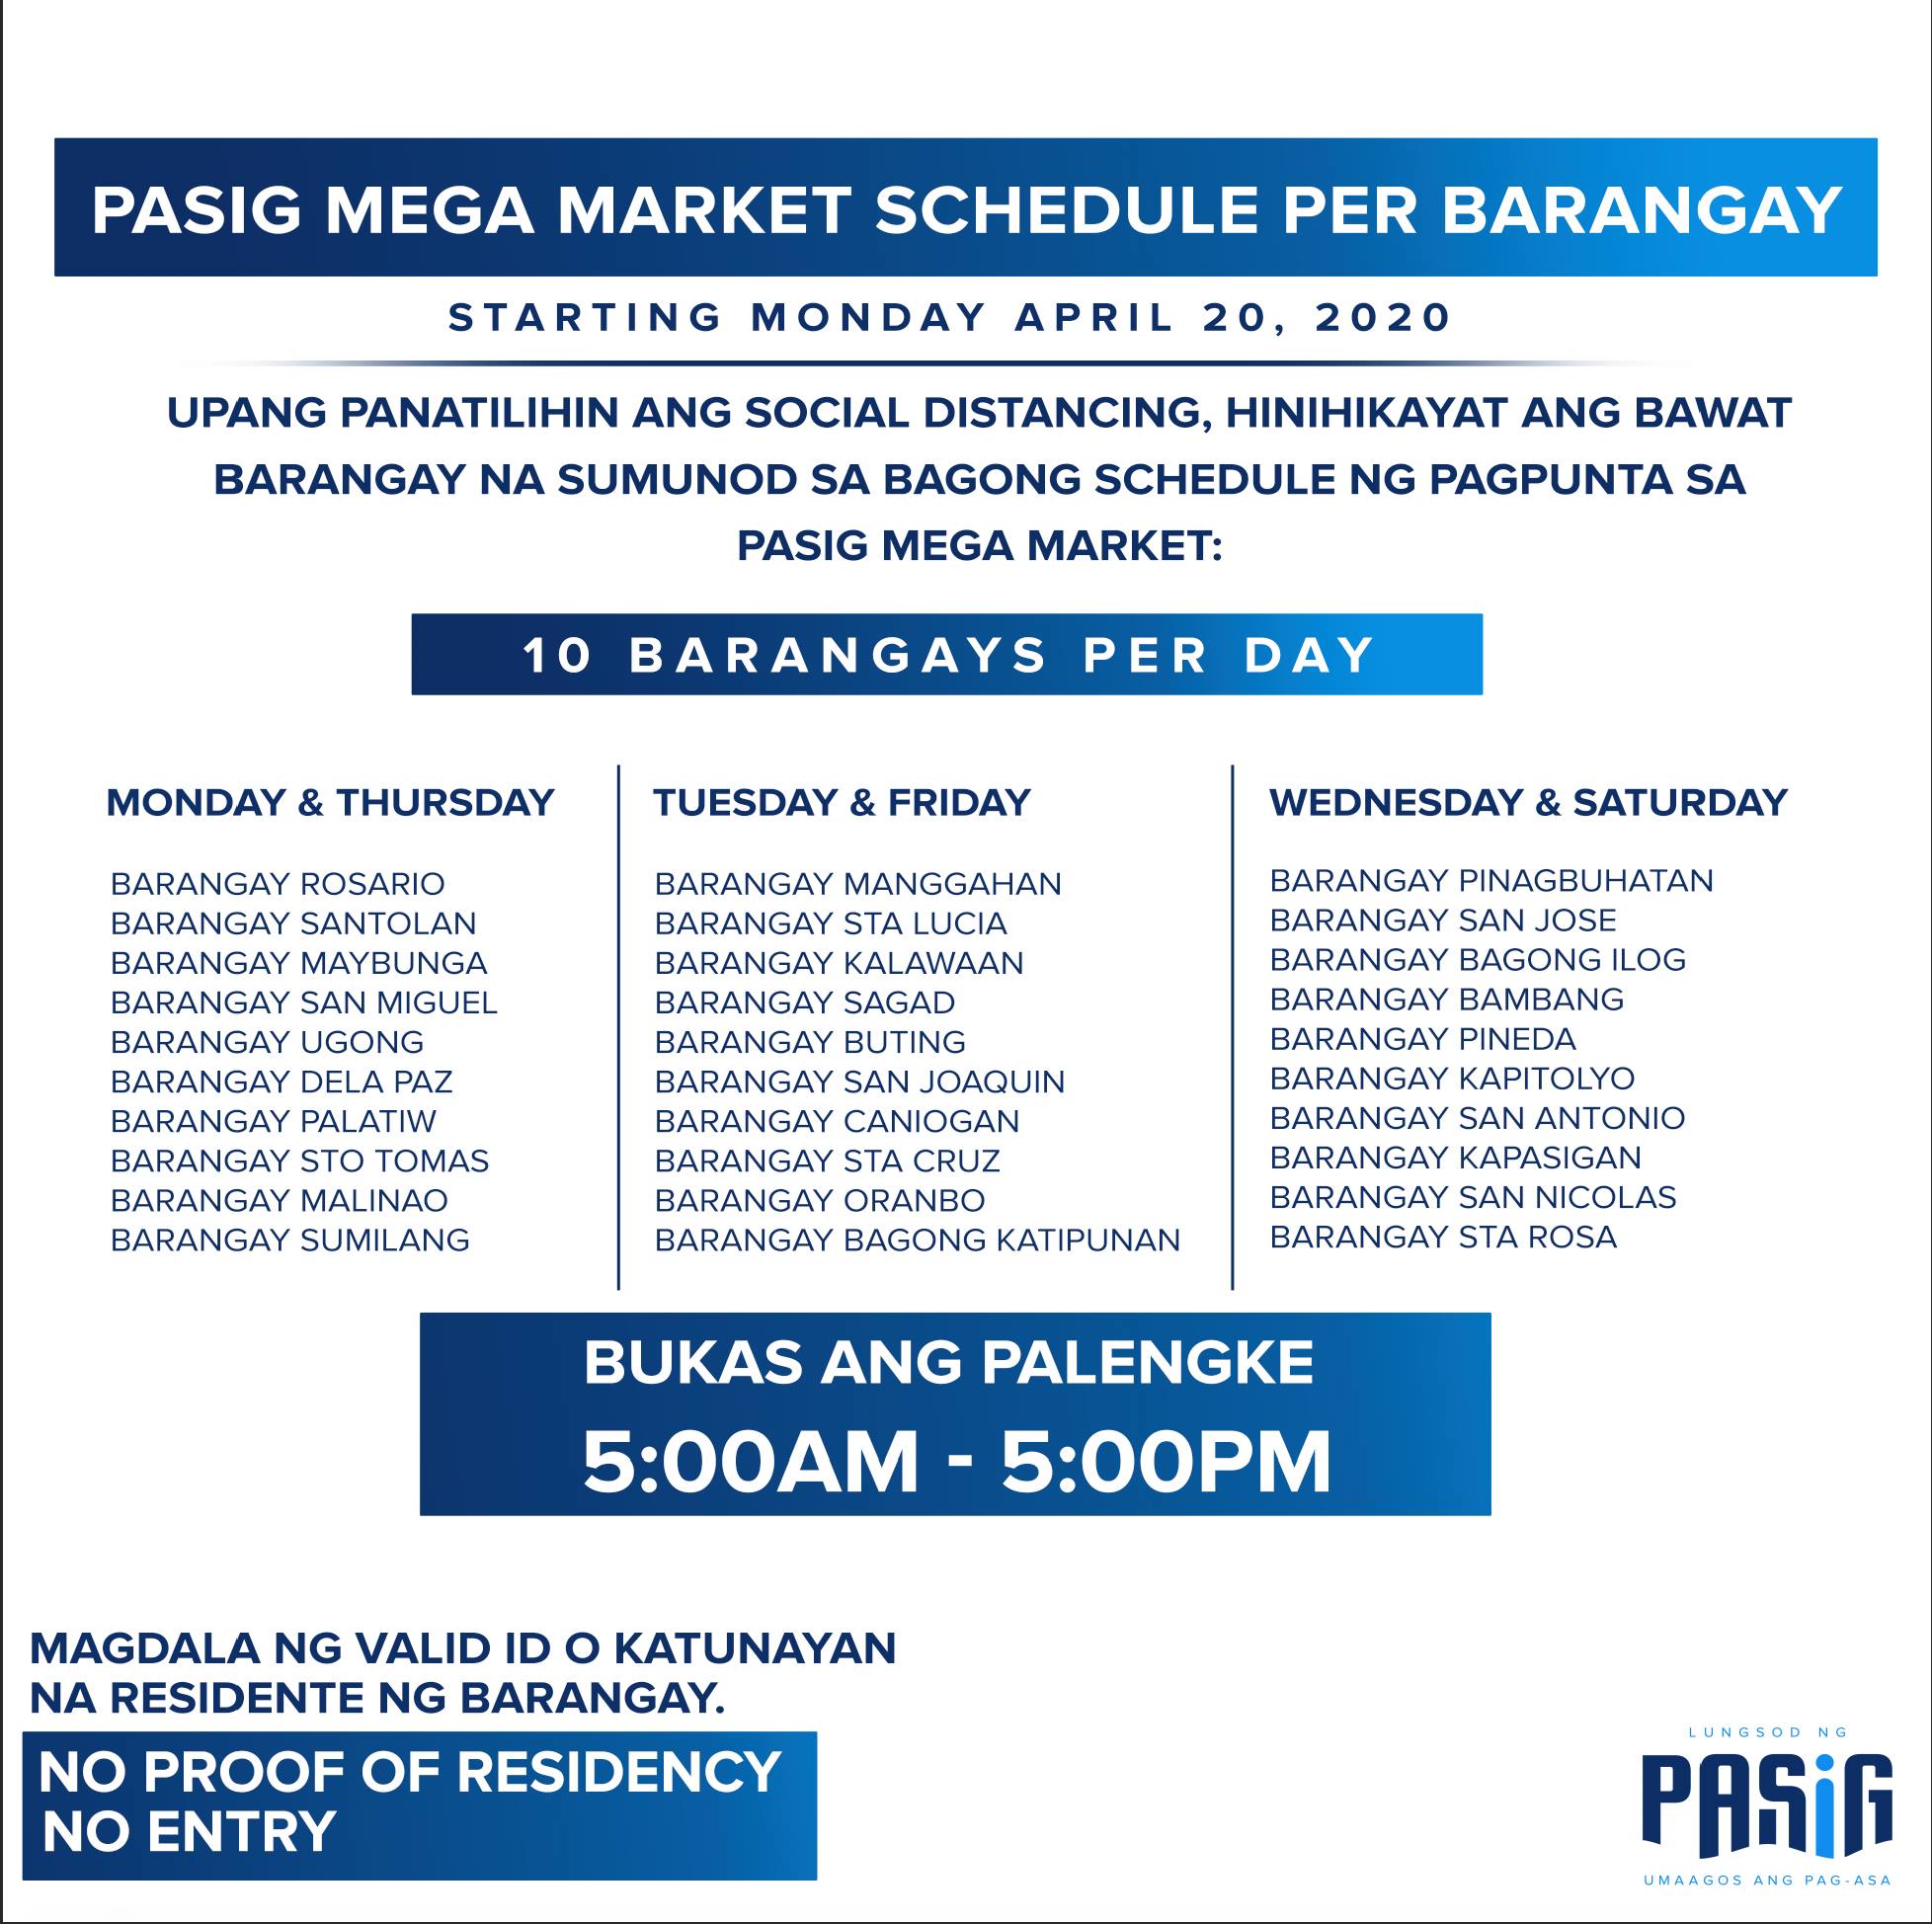 PASIG MEGA MARKET SCHEDULE PER BARANGAY
STARTING MONDAY APRIL 20, 2020
UPANG PANATILIHIN ANG SOCIAL DISTANCING, HINIHIKAYAT ANG BAWAT
BARANGAY NA SUMUNOD SA BAGONG SCHEDULE NG PAGPUNTA SA
PASIG MEGA MARKET:
10 BARANGAYS PER DAY
MONDAY & THURSDAY
BARANGAY ROSARIO
BARANGAY SANTOLAN
BARANGAY MAYBUNGA
BARANGAY SAN MIGUEL
BARANGAY UGONG
BARANGAY DELA PAZ
BARANGAY PALATIW
BARANGAY STO TOMAS
BARANGAY MALINAO
BARANGAY SUMILANG
TUESDAY & FRIDAY
BARANGAY MANGGAHAN
BARANGAY STA LUCIA
BARANGAY KALAWAAN
BARANGAY SAGAD
BARANGAY BUTING
BARANGAY SAN JOAQUIN
BARANGAY CANIOGAN
BARANGAY STA CRUZ
BARANGAY ORANBO
BARANGAY BAGONG KATIPUNAN
WEDNESDAY & SATURDAY
BARANGAY PINAGBUHATAN
BARANGAY SAN JOSE
BARANGAY BAGONG ILOG
BARANGAY BAMBANG
BARANGAY PINEDA
BARANGAY KAPITOLYO
BARANGAY SAN ANTONIO
BARANGAY KAPASIGAN
BARANGAY SAN NICOLAS
BARANGAY STA ROSA
BUKAS ANG PALENGKE
5:00AM - 5:00PM
MAGDALA NG VALID ID O KATUNAYAN
NA RESIDENTE NG BARANGAY.
NO PROOF OF RESIDENCY
NO ENTRY
LUNGSOD NG
PASiG
UMAAGOS ANG PAG-ASA